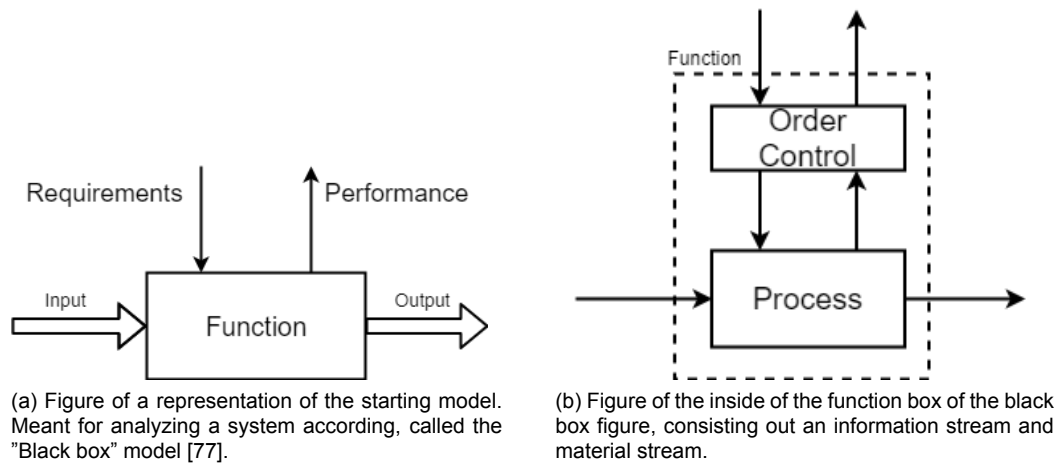 Requirements
Performance
Input
Function
Output
(a) Figure of a representation of the starting model.
Meant for analyzing a system according, called the
”Black box” model [77].
Function
Order
Control
Process
(b) Figure of the inside of the function box of the black
box figure, consisting out an information stream and
material stream.